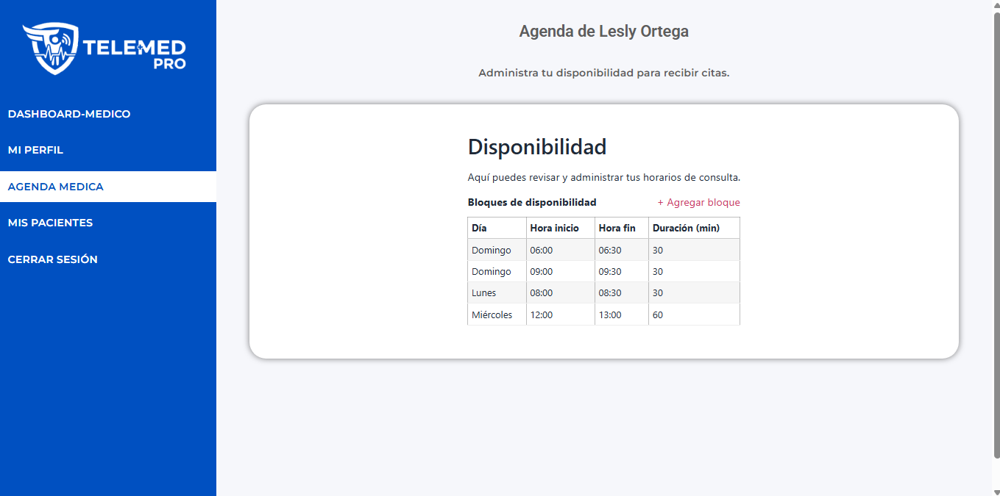 TELEMED
PRO
DASHBOARD-MEDICO
MI PERFIL
AGENDA MEDICA
MIS PACIENTES
CERRAR SESIÓN
Agenda de Lesly Ortega
Administra tu disponibilidad para recibir citas.
Disponibilidad
Aquí puedes revisar y administrar tus horarios de consulta.
Bloques de disponibilidad + Agregar bloque
Día Hora inicio Hora fin Duración (min)
Domingo 06:00 06:30 30
Domingo 09:00 09:30 30
Lunes 08:00 08:30 30
Miércoles 12:00 13:00 60